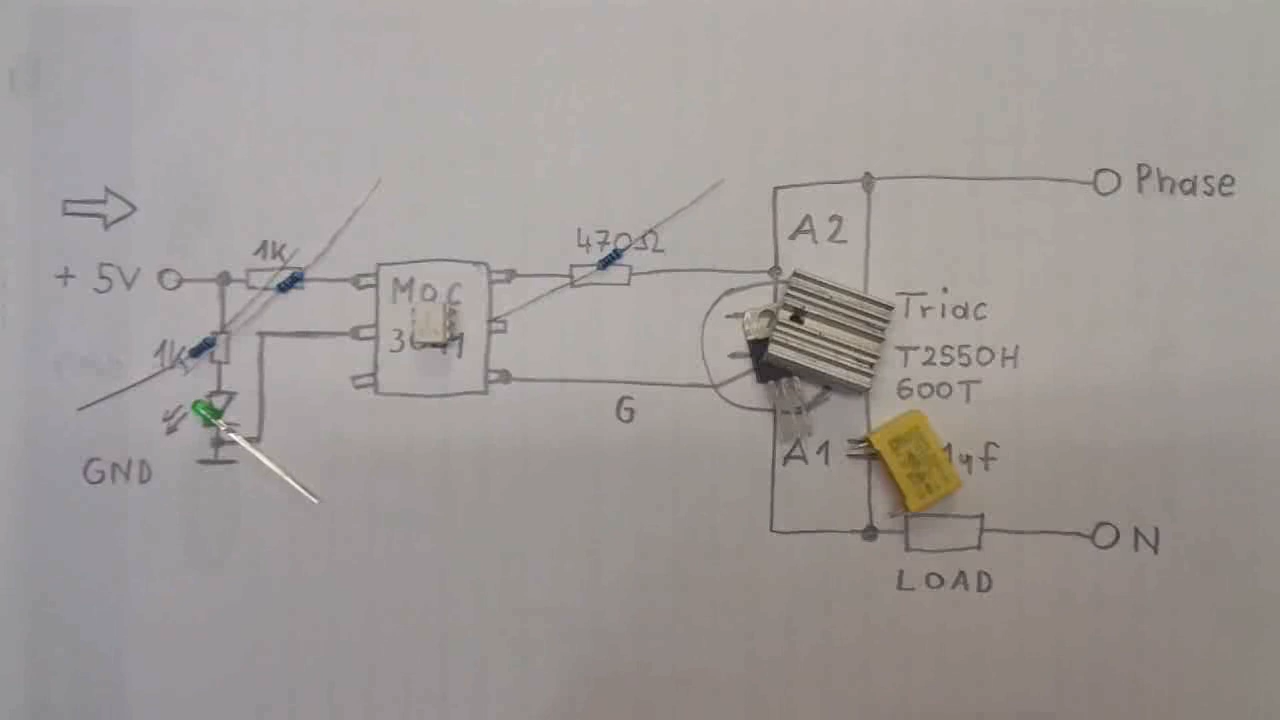 Phase
A2
470Ω
1K
+ 5V
Moc
Triac
1K
T2550H
600T
G
A1
GND
N
LOAD